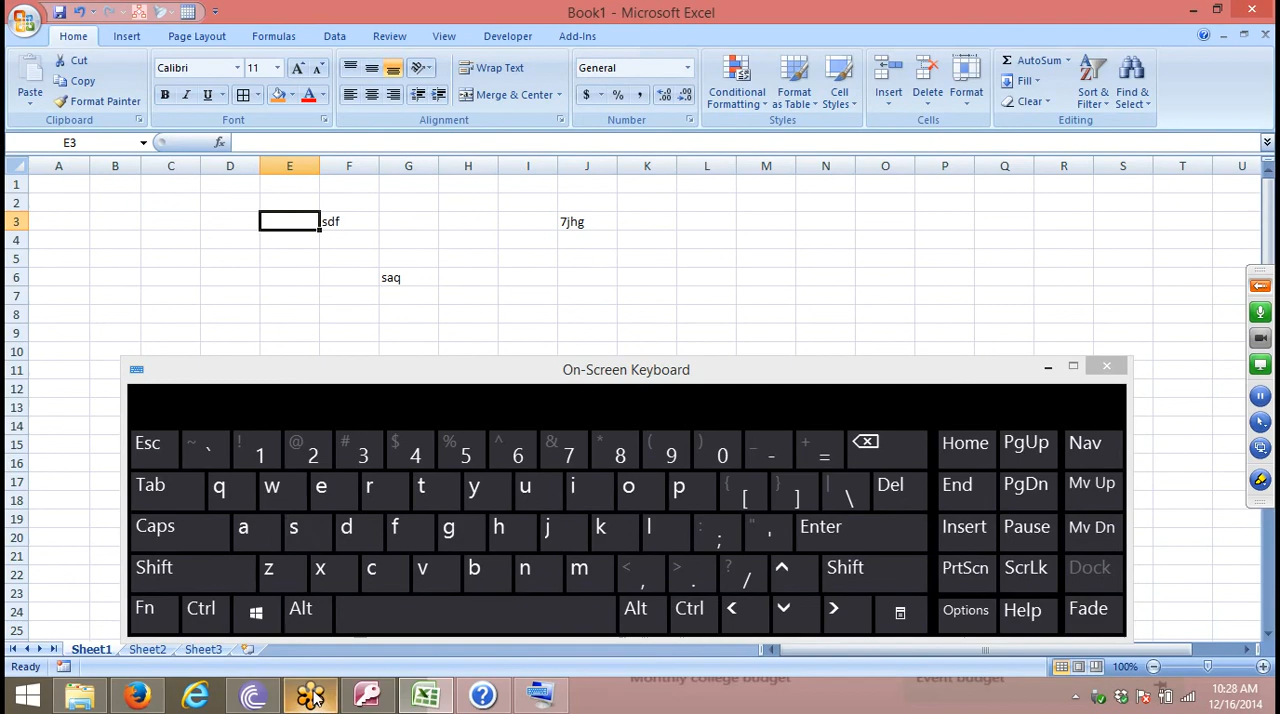 Book1 - Microsoft Excel
Home Insert Page Layout Formulas Data Review View Developer Add-Ins
Paste Cut Copy Format Painter Clipboard
Calibri 11 B I U Font
Wrap Text Merge & Center Alignment
General $ % , Number
Conditional Formatting Format as Table Cell Styles Styles
Insert Delete Format Cells
Σ AutoSum Fill Clear Sort & Filter Find & Select Editing
E3 fx
A B C D E F G H I J K L M N O P Q R S T U
1
2
3 sdf 7jhg
4
5
6 saq
7
8
9
10
11
12
13
14
15
16
17
18
19
20
21
22
23
24
25
On-Screen Keyboard
Esc ~ ` ! 1 @ 2 # 3 $ 4 % 5 ^ 6 & 7 * 8 ( 9 ) 0 _ - + = Home PgUp Nav
Tab q w e r t y u i o p { [ } ] | \ Del End PgDn Mv Up
Caps a s d f g h j k l : ; " ' Enter Insert Pause Mv Dn
Shift z x c v b n m < , > . ? / Shift PrtScn ScrLk Dock
Fn Ctrl Alt Alt Ctrl Options Help Fade
Sheet1 Sheet2 Sheet3
Ready 100%
Monthly college budget Event budget
10:28 AM
12/16/2014